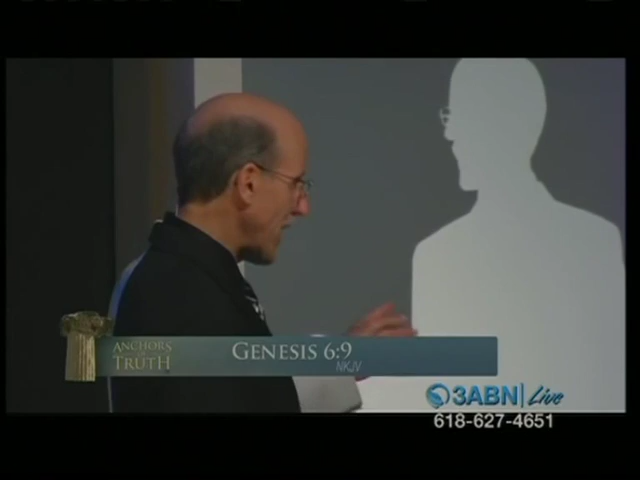 ANCHORS
OF
TRUTH
GENESIS 6:9
NKJV
3ABN Live
618-627-4651